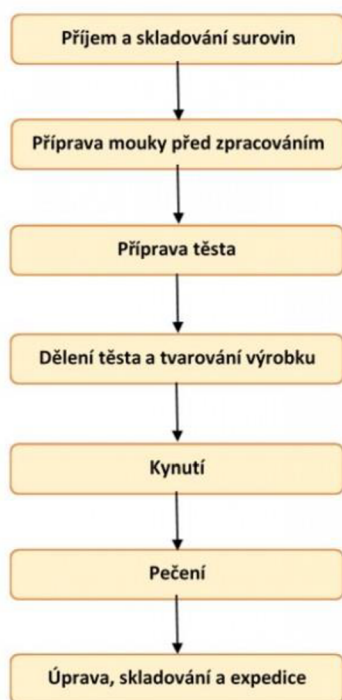 Příjem a skladování surovin
Příprava mouky před zpracováním
Příprava těsta
Dělení těsta a tvarování výrobku
Kynutí
Pečení
Úprava, skladování a expedice